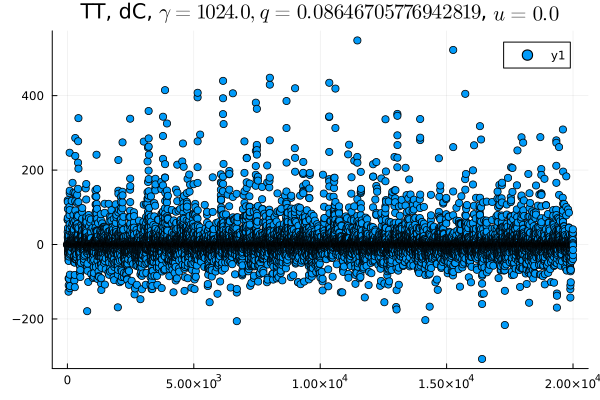 TT, dC, γ = 1024.0, q = 0.08646705776942819, u = 0.0
y1
400
200
0
−200
0 5.00×10³ 1.00×10⁴ 1.50×10⁴ 2.00×10⁴